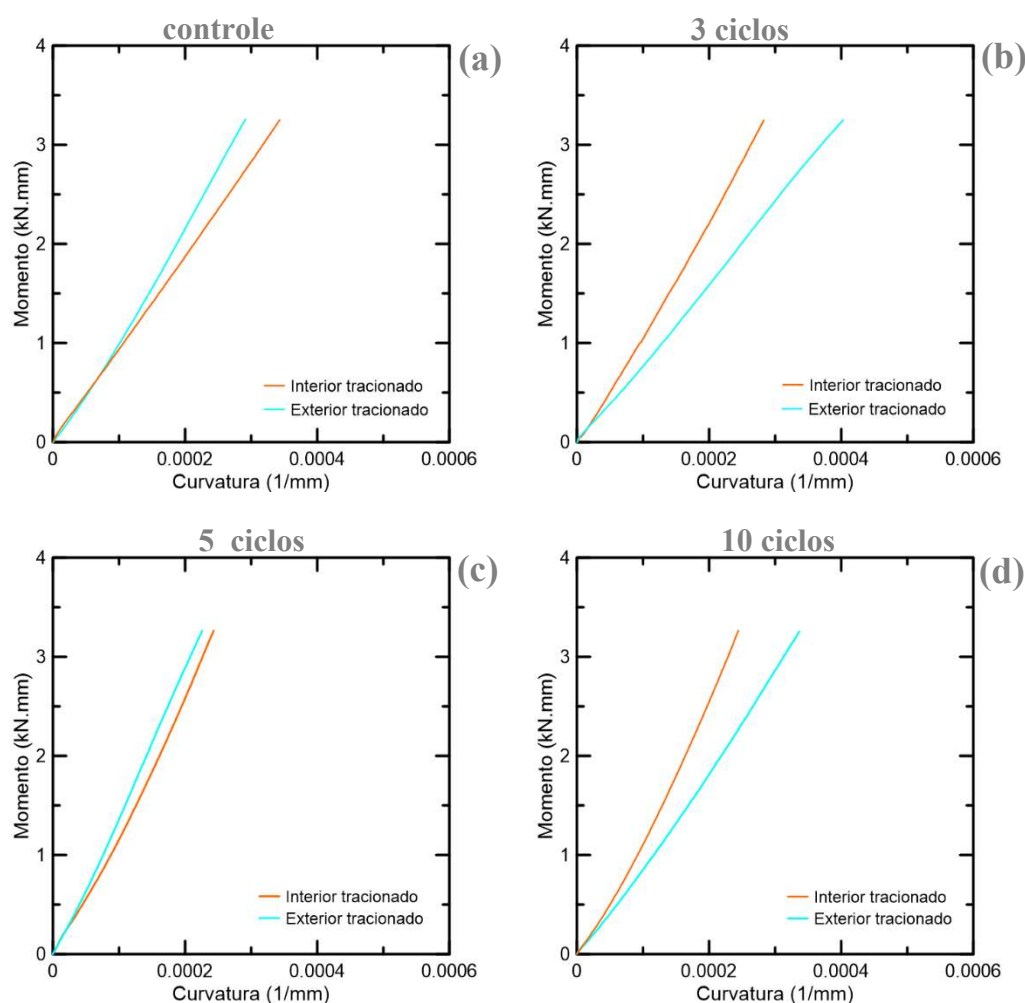 controle
(a)
4
3
2
1
0
Momento (kN.mm)
Interior tracionado
Exterior tracionado
0 0.0002 0.0004 0.0006
Curvatura (1/mm)
3 ciclos
(b)
4
3
2
1
0
Momento (kN.mm)
Interior tracionado
Exterior tracionado
0 0.0002 0.0004 0.0006
Curvatura (1/mm)
5 ciclos
(c)
4
3
2
1
0
Momento (kN.mm)
Interior tracionado
Exterior tracionado
0 0.0002 0.0004 0.0006
Curvatura (1/mm)
10 ciclos
(d)
4
3
2
1
0
Momento (kN.mm)
Interior tracionado
Exterior tracionado
0 0.0002 0.0004 0.0006
Curvatura (1/mm)